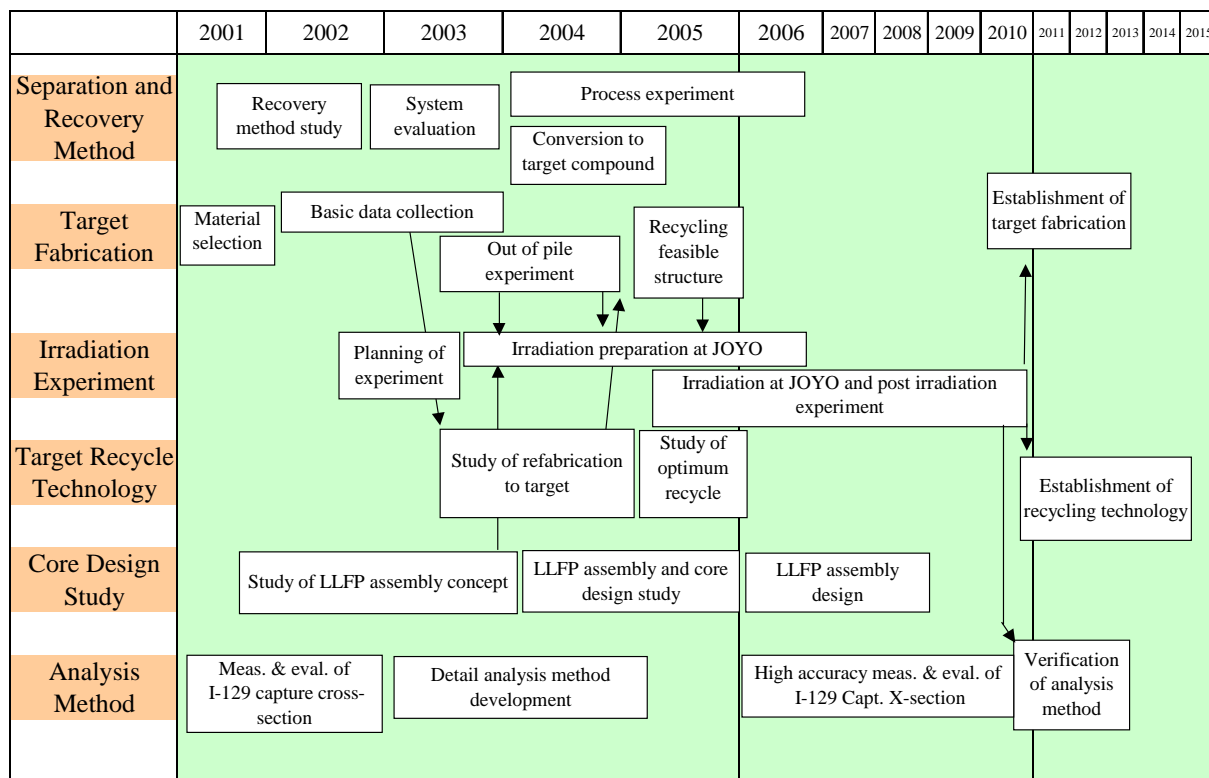 2001 2002 2003 2004 2005 2006 2007 2008 2009 2010 2011 2012 2013 2014 2015
Separation and
Recovery
Method
Recovery
method study
System
evaluation
Process experiment
Conversion to
target compound
Target
Fabrication
Material
selection
Basic data collection
Out of pile
experiment
Recycling
feasible
structure
Establishment of
target fabrication
Irradiation
Experiment
Planning of
experiment
Irradiation preparation at JOYO
Irradiation at JOYO and post irradiation
experiment
Target Recycle
Technology
Study of refabrication
to target
Study of
optimum
recycle
Establishment of
recycling technology
Core Design
Study
Study of LLFP assembly concept
LLFP assembly and core
design study
LLFP assembly
design
Analysis
Method
Meas. & eval. of
I-129 capture cross-
section
Detail analysis method
development
High accuracy meas. & eval. of
I-129 Capt. X-section
Verification
of analysis
method